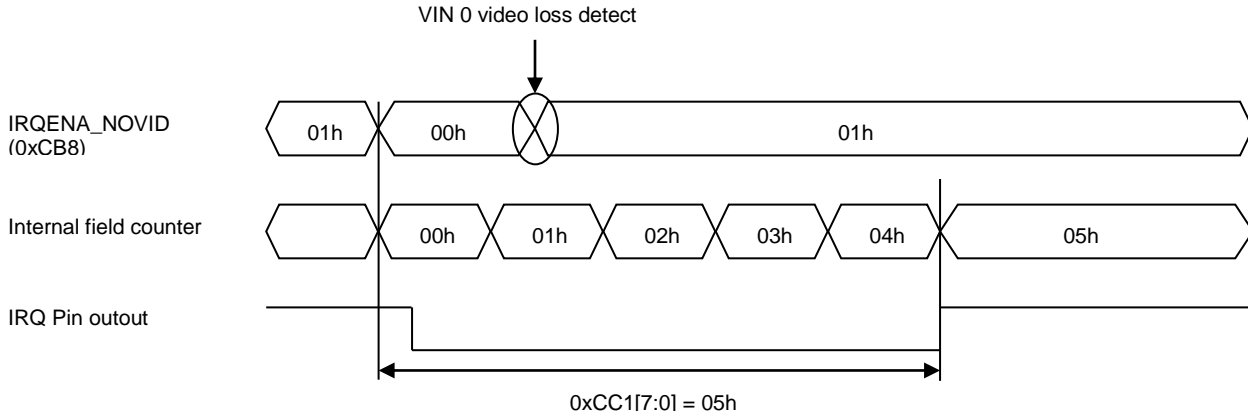 VIN 0 video loss detect
IRQENA_NOVID
(0xCB8)
01h
00h
01h
Internal field counter
00h
01h
02h
03h
04h
05h
IRQ Pin outout
0xCC1[7:0] = 05h